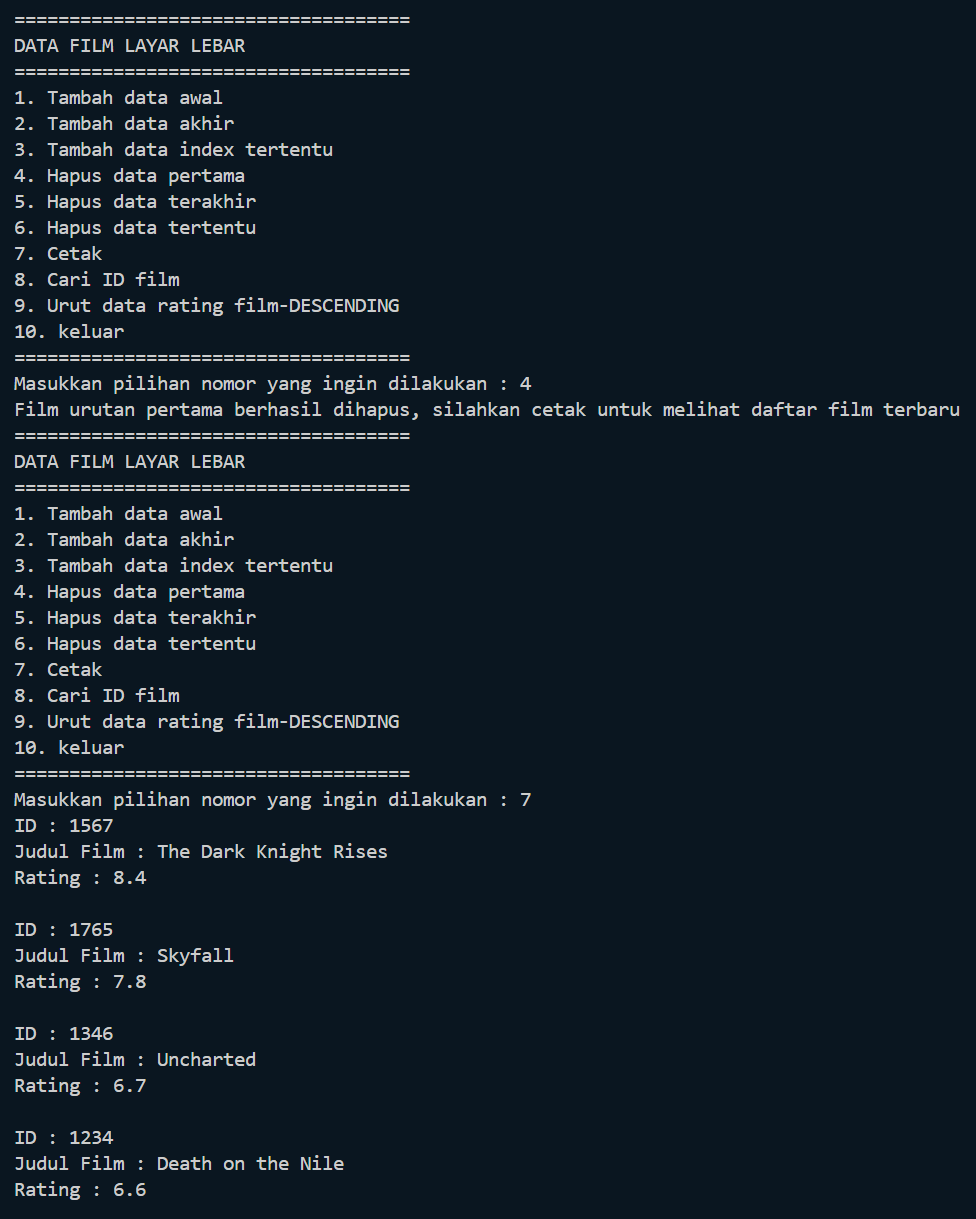 ====================================
DATA FILM LAYAR LEBAR
====================================
1. Tambah data awal
2. Tambah data akhir
3. Tambah data index tertentu
4. Hapus data pertama
5. Hapus data terakhir
6. Hapus data tertentu
7. Cetak
8. Cari ID film
9. Urut data rating film-DESCENDING
10. keluar
====================================
Masukkan pilihan nomor yang ingin dilakukan : 4
Film urutan pertama berhasil dihapus, silahkan cetak untuk melihat daftar film terbaru
====================================
DATA FILM LAYAR LEBAR
====================================
1. Tambah data awal
2. Tambah data akhir
3. Tambah data index tertentu
4. Hapus data pertama
5. Hapus data terakhir
6. Hapus data tertentu
7. Cetak
8. Cari ID film
9. Urut data rating film-DESCENDING
10. keluar
====================================
Masukkan pilihan nomor yang ingin dilakukan : 7
ID : 1567
Judul Film : The Dark Knight Rises
Rating : 8.4

ID : 1765
Judul Film : Skyfall
Rating : 7.8

ID : 1346
Judul Film : Uncharted
Rating : 6.7

ID : 1234
Judul Film : Death on the Nile
Rating : 6.6